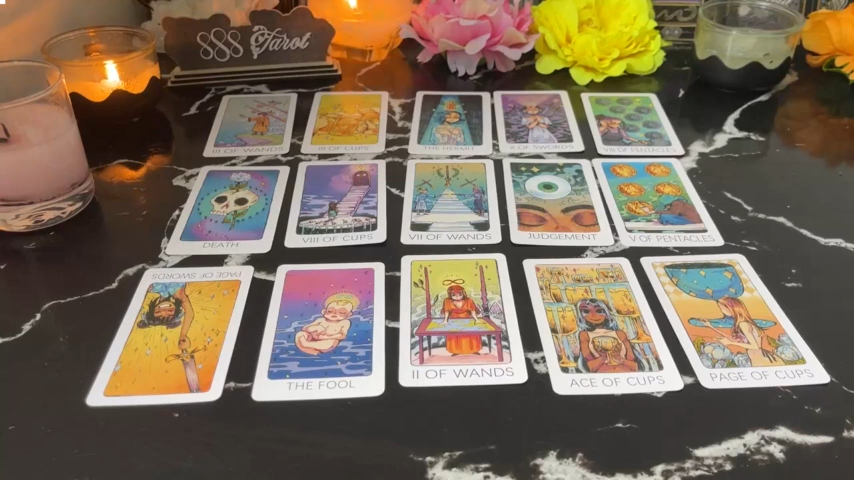 888 Tarot
III OF WANDS
III OF CUPS
THE HERMIT
X OF SWORDS
VII OF PENTACLES
DEATH
VIII OF CUPS
VII OF WANDS
JUDGEMENT
V OF PENTACLES
PAGE OF SWORDS
THE FOOL
II OF WANDS
ACE OF CUPS
PAGE OF CUPS